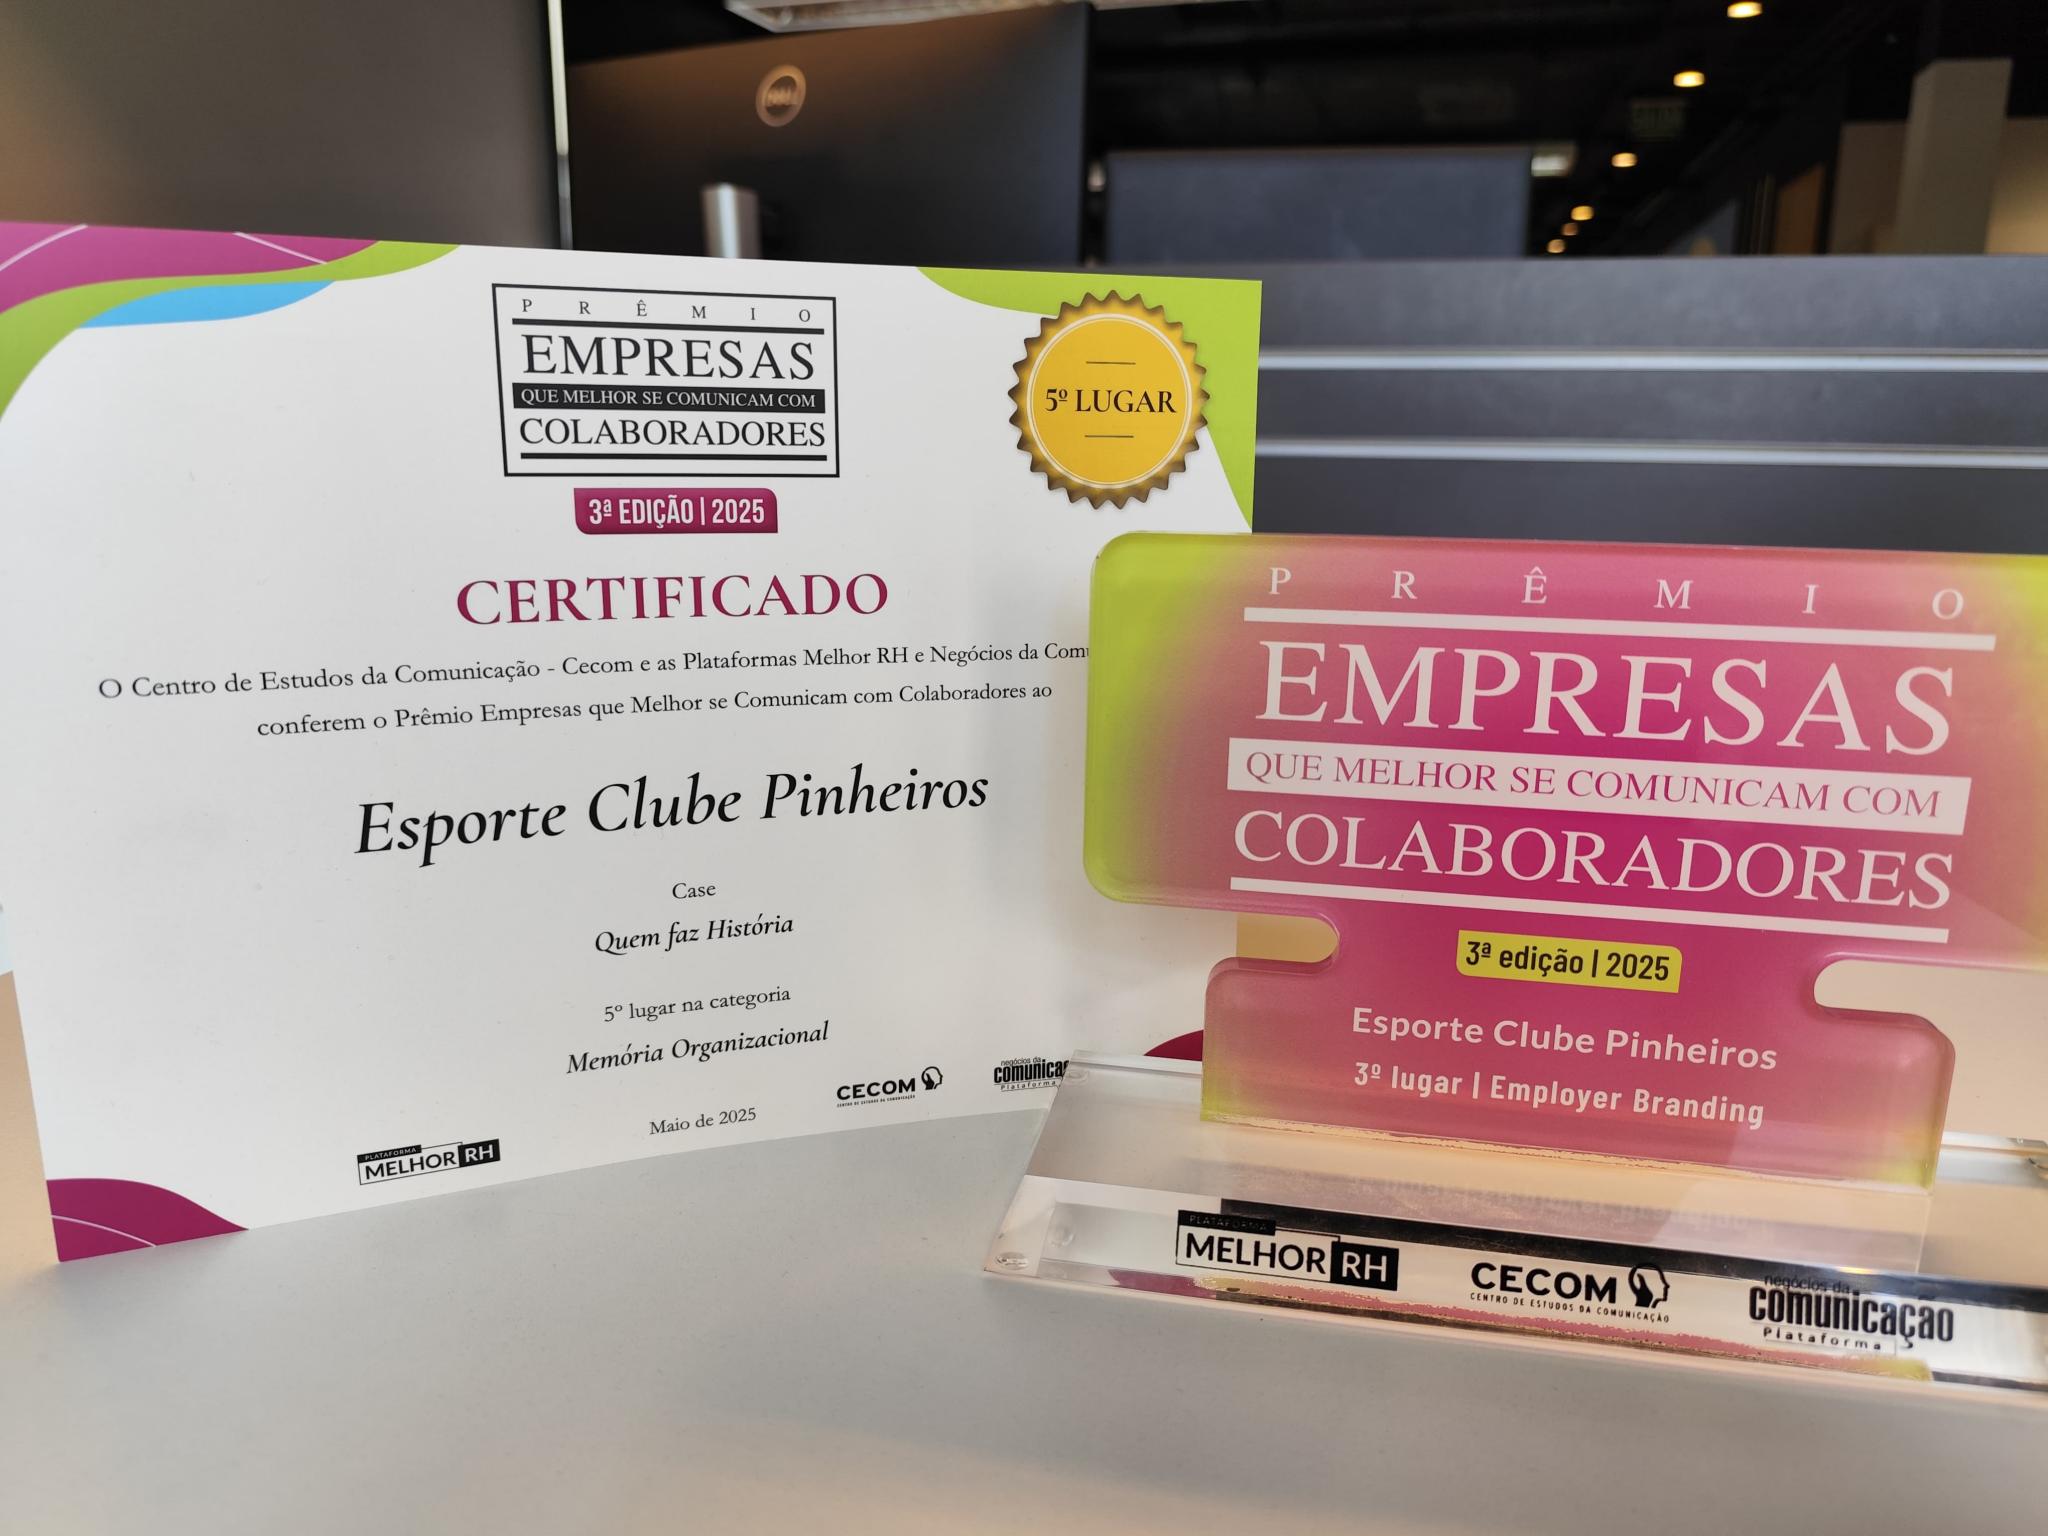 P R Ê M I O
EMPRESAS
QUE MELHOR SE COMUNICAM COM
COLABORADORES
3ª EDIÇÃO | 2025
5º LUGAR
CERTIFICADO
O Centro de Estudos da Comunicação - Cecom e as Plataformas Melhor RH e Negócios da Comu
conferem o Prêmio Empresas que Melhor se Comunicam com Colaboradores ao
Esporte Clube Pinheiros
Case
Quem faz História
5º lugar na categoria
Memória Organizacional
Maio de 2025
PLATAFORMA
MELHOR RH
CECOM
CENTRO DE ESTUDOS DA COMUNICAÇÃO
negócios da
comunica
Plataforma
P R Ê M I O
EMPRESAS
QUE MELHOR SE COMUNICAM COM
COLABORADORES
3ª edição | 2025
Esporte Clube Pinheiros
3º lugar | Employer Branding
PLATAFORMA
MELHOR RH
CECOM
CENTRO DE ESTUDOS DA COMUNICAÇÃO
negócios da
comunicação
Plataforma
DELL